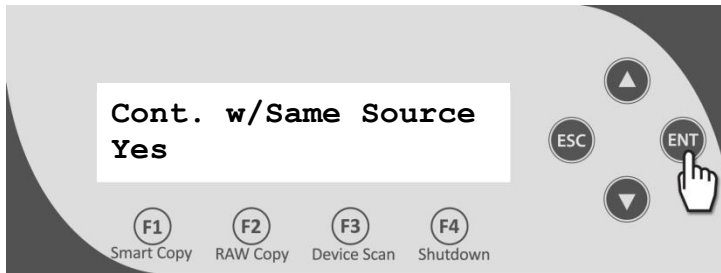 Cont. w/Same Source
Yes
ESC
ENT
F1
F2
F3
F4
Smart Copy
RAW Copy
Device Scan
Shutdown